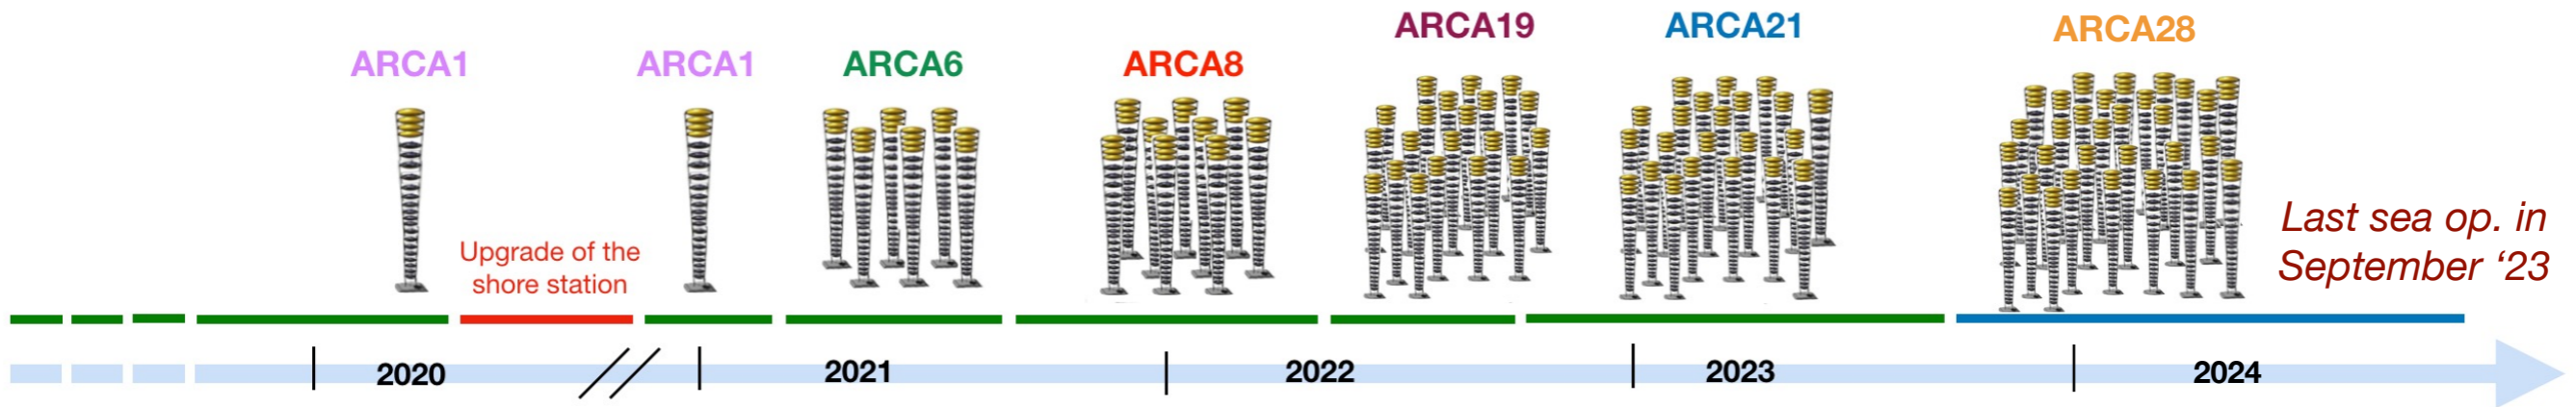 ARCA1
ARCA1
ARCA6
ARCA8
ARCA19
ARCA21
ARCA28
Upgrade of the
shore station
Last sea op. in
September ‘23
2020
2021
2022
2023
2024